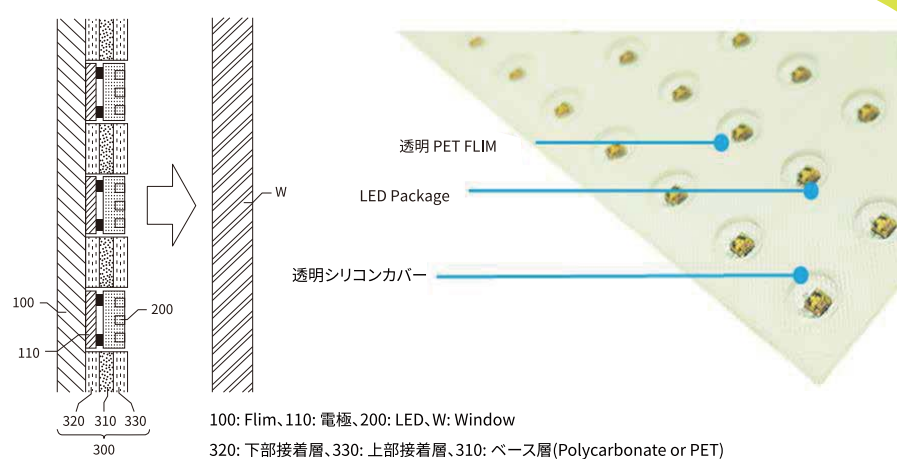 透明 PET FLIM
LED Package
透明シリコンカバー
W
100
200
110
320 310 330
300
100: Flim、110: 電極、200: LED、W: Window
320: 下部接着層、330: 上部接着層、310: ベース層(Polycarbonate or PET)